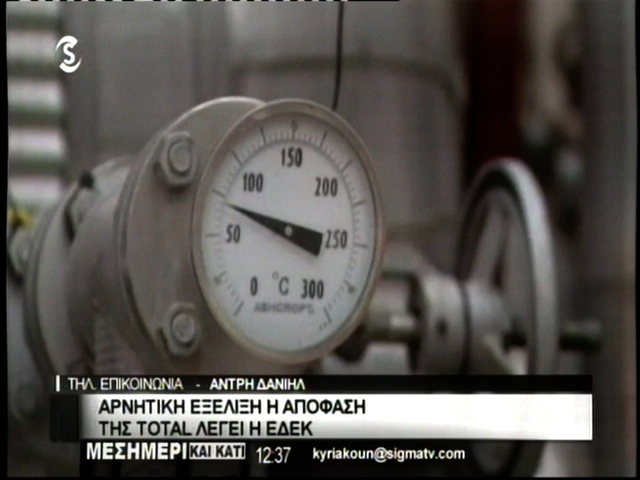 150
100
200
50
250
0 °C 300
ASHCROFT
ΤΗΛ. ΕΠΙΚΟΙΝΩΝΙΑ - ΑΝΤΡΗ ΔΑΝΙΗΛ
ΑΡΝΗΤΙΚΗ ΕΞΕΛΙΞΗ Η ΑΠΟΦΑΣΗ
ΤΗΣ TOTAL ΛΕΓΕΙ Η ΕΔΕΚ
ΜΕΣΗΜΕΡΙ ΚΑΙ ΚΑΤΙ 12:37 kyriakoun@sigmatv.com